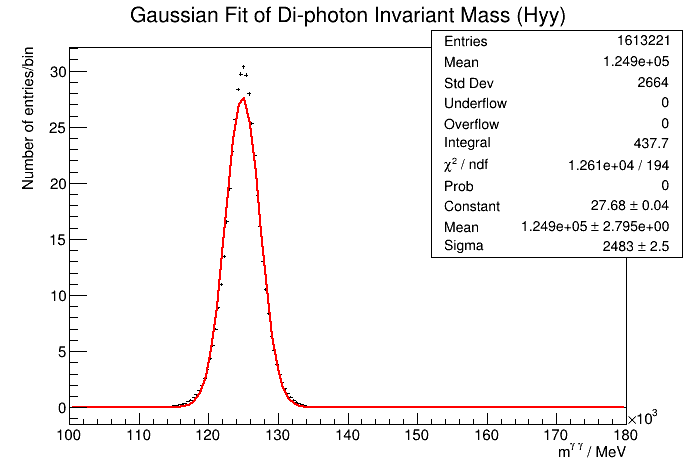 Gaussian Fit of Di-photon Invariant Mass (Hyy)
Entries 1613221
Mean 1.249e+05
Std Dev 2664
Underflow 0
Overflow 0
Integral 437.7
χ² / ndf 1.261e+04 / 194
Prob 0
Constant 27.68 ± 0.04
Mean 1.249e+05 ± 2.795e+00
Sigma 2483 ± 2.5
Number of entries/bin
30
25
20
15
10
5
0
100 110 120 130 140 150 160 170 180
×10³
m^γγ / MeV